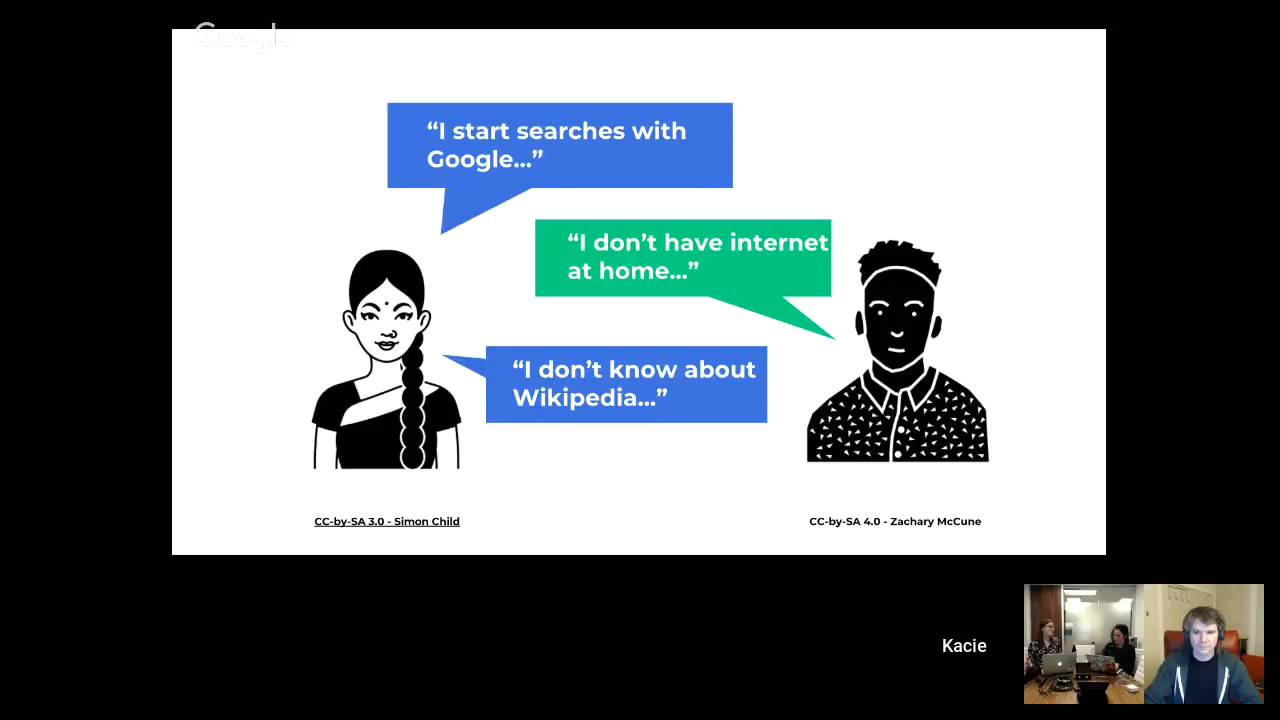 Google
“I start searches with
Google...”
“I don’t have internet
at home...”
“I don’t know about
Wikipedia...”
CC-by-SA 3.0 - Simon Child
CC-by-SA 4.0 - Zachary McCune
Kacie